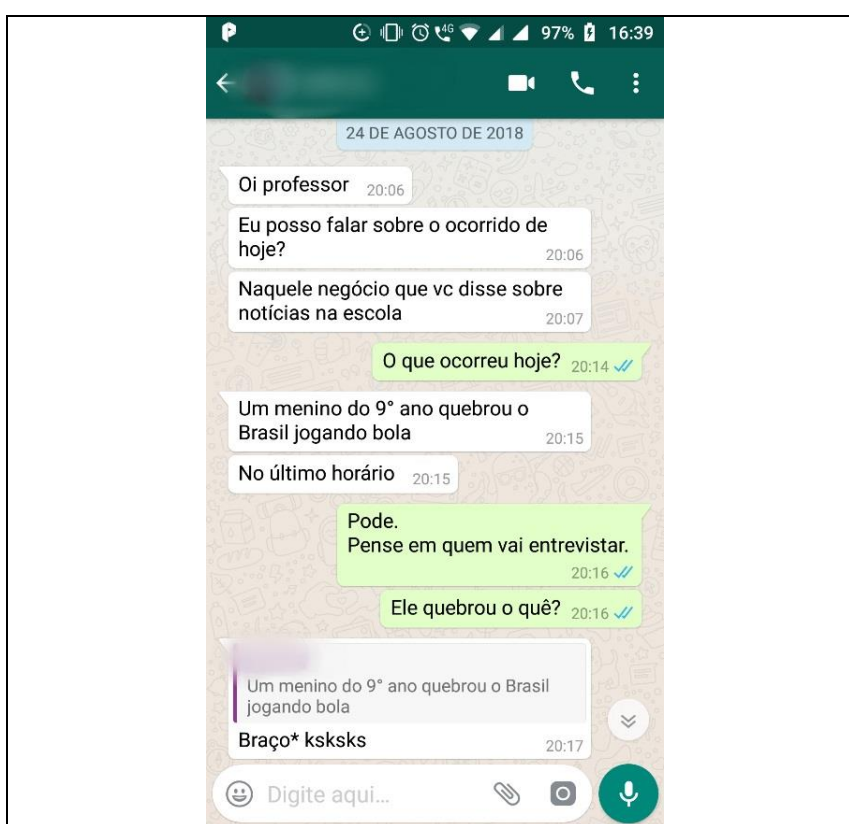 97% 16:39
24 DE AGOSTO DE 2018
Oi professor 20:06
Eu posso falar sobre o ocorrido de
hoje? 20:06
Naquele negócio que vc disse sobre
notícias na escola 20:07
O que ocorreu hoje? 20:14
Um menino do 9° ano quebrou o
Brasil jogando bola 20:15
No último horário 20:15
Pode.
Pense em quem vai entrevistar.
20:16
Ele quebrou o quê? 20:16
Um menino do 9° ano quebrou o Brasil
jogando bola
Braço* ksksks 20:17
Digite aqui...